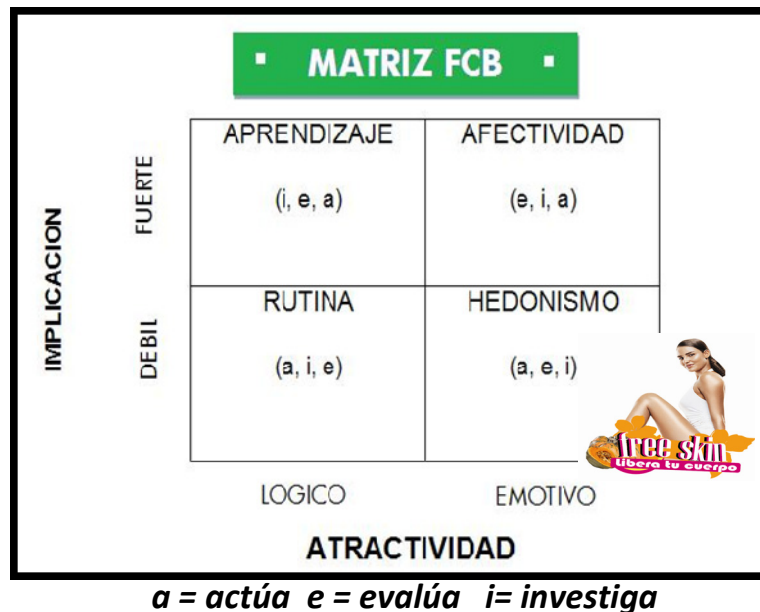 ▪ MATRIZ FCB ▪
APRENDIZAJE
AFECTIVIDAD
(i, e, a)
(e, i, a)
FUERTE
IMPLICACION
RUTINA
HEDONISMO
DEBIL
(a, i, e)
(a, e, i)
free skin
Libera tu cuerpo
LOGICO
EMOTIVO
ATRACTIVIDAD
a = actúa e = evalúa i= investiga